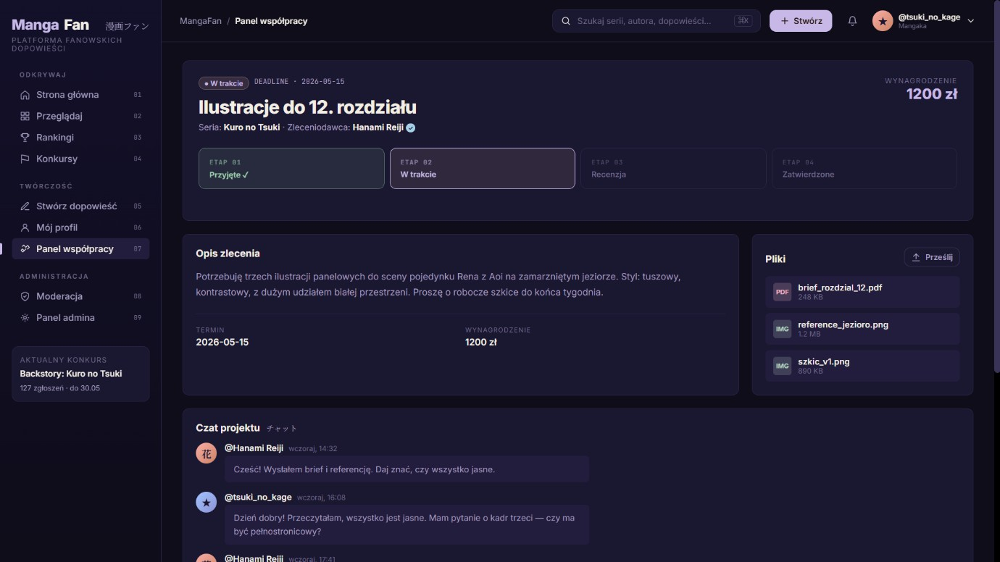 Manga Fan 漫画ファン
PLATFORMA FANOWSKICH
DOPOWIEŚCI
ODKRYWAJ
Strona główna 01
Przeglądaj 02
Rankingi 03
Konkursy 04
TWÓRCZOŚĆ
Stwórz dopowieść 05
Mój profil 06
Panel współpracy 07
ADMINISTRACJA
Moderacja 08
Panel admina 09
AKTUALNY KONKURS
Backstory: Kuro no Tsuki
127 zgłoszeń · do 30.05
MangaFan / Panel współpracy
Szukaj serii, autora, dopowieści... ⌘K
+ Stwórz
@tsuki_no_kage
Mangaka
● W trakcie DEADLINE · 2026-05-15
WYNAGRODZENIE
1200 zł
Ilustracje do 12. rozdziału
Seria: Kuro no Tsuki · Zleceniodawca: Hanami Reiji
ETAP 01
Przyjęte ✓
ETAP 02
W trakcie
ETAP 03
Recenzja
ETAP 04
Zatwierdzone
Opis zlecenia
Potrzebuję trzech ilustracji panelowych do sceny pojedynku Rena z Aoi na zamarzniętym jeziorze. Styl: tuszowy,
kontrastowy, z dużym udziałem białej przestrzeni. Proszę o robocze szkice do końca tygodnia.
TERMIN
2026-05-15
WYNAGRODZENIE
1200 zł
Pliki
Prześlij
PDF brief_rozdzial_12.pdf
248 KB
IMG reference_jezioro.png
1.2 MB
IMG szkic_v1.png
890 KB
Czat projektu チャット
花 @Hanami Reiji wczoraj, 14:32
Cześć! Wysłałem brief i referencję. Daj znać, czy wszystko jasne.
@tsuki_no_kage wczoraj, 16:08
Dzień dobry! Przeczytałam, wszystko jest jasne. Mam pytanie o kadr trzeci — czy ma
być pełnostronicowy?
@Hanami Reiji wczoraj, 17:41